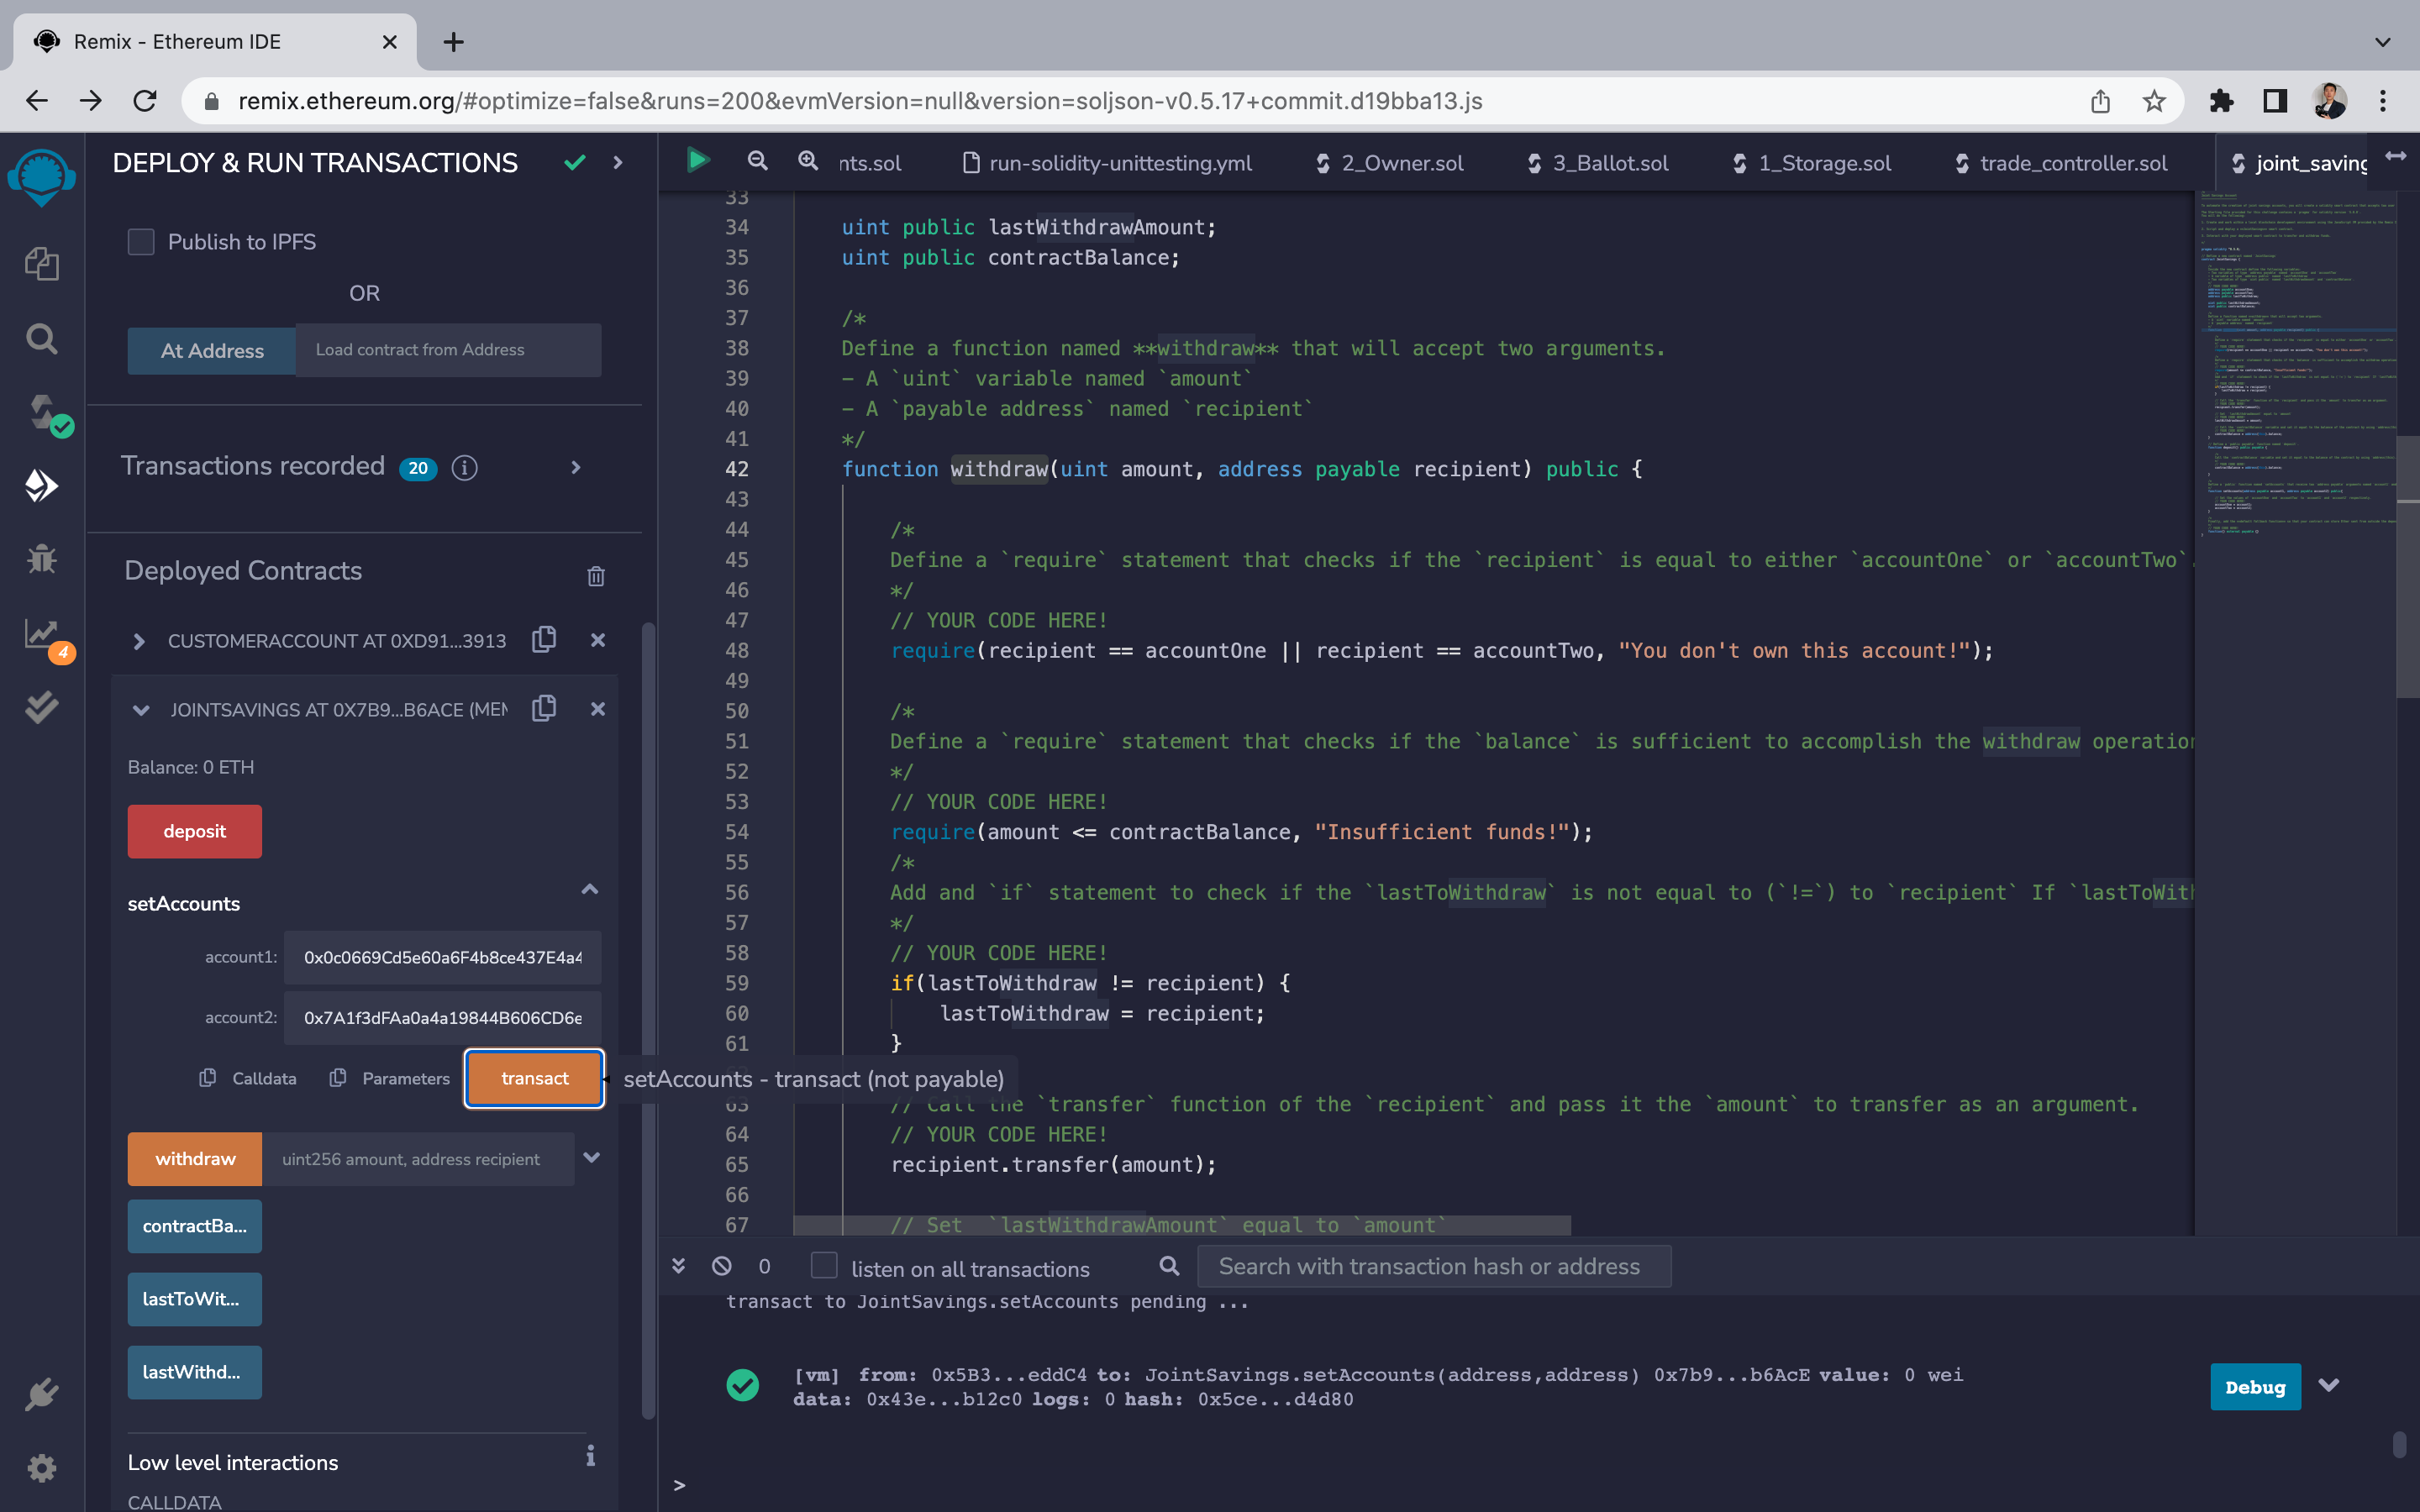 Remix - Ethereum IDE
remix.ethereum.org/#optimize=false&runs=200&evmVersion=null&version=soljson-v0.5.17+commit.d19bba13.js
DEPLOY & RUN TRANSACTIONS
Publish to IPFS
OR
At Address
Load contract from Address
Transactions recorded 20
Deployed Contracts
CUSTOMERACCOUNT AT 0XD91...3913
4
JOINTSAVINGS AT 0X7B9...B6ACE (MEM
Balance: 0 ETH
deposit
setAccounts
account1: 0x0c0669Cd5e60a6F4b8ce437E4a4
account2: 0x7A1f3dFAa0a4a19844B606CD6e
Calldata
Parameters
transact
setAccounts - transact (not payable)
withdraw
uint256 amount, address recipient
contractBa...
lastToWit...
lastWithd...
Low level interactions
CALLDATA
nts.sol
run-solidity-unittesting.yml
2_Owner.sol
3_Ballot.sol
1_Storage.sol
trade_controller.sol
joint_saving
33
34 uint public lastWithdrawAmount;
35 uint public contractBalance;
36
37 /*
38 Define a function named **withdraw** that will accept two arguments.
39 - A `uint` variable named `amount`
40 - A `payable address` named `recipient`
41 */
42 function withdraw(uint amount, address payable recipient) public {
43
44 /*
45 Define a `require` statement that checks if the `recipient` is equal to either `accountOne` or `accountTwo`.
46 */
47 // YOUR CODE HERE!
48 require(recipient == accountOne || recipient == accountTwo, "You don't own this account!");
49
50 /*
51 Define a `require` statement that checks if the `balance` is sufficient to accomplish the withdraw operation
52 */
53 // YOUR CODE HERE!
54 require(amount <= contractBalance, "Insufficient funds!");
55 /*
56 Add and `if` statement to check if the `lastToWithdraw` is not equal to (`!=`) to `recipient` If `lastToWith
57 */
58 // YOUR CODE HERE!
59 if(lastToWithdraw != recipient) {
60 lastToWithdraw = recipient;
61 }
63 // Call the `transfer` function of the `recipient` and pass it the `amount` to transfer as an argument.
64 // YOUR CODE HERE!
65 recipient.transfer(amount);
66
67 // Set `lastWithdrawAmount` equal to `amount`
0
listen on all transactions
Search with transaction hash or address
transact to JointSavings.setAccounts pending ...
[vm] from: 0x5B3...eddC4 to: JointSavings.setAccounts(address,address) 0x7b9...b6AcE value: 0 wei
data: 0x43e...b12c0 logs: 0 hash: 0x5ce...d4d80
Debug
>